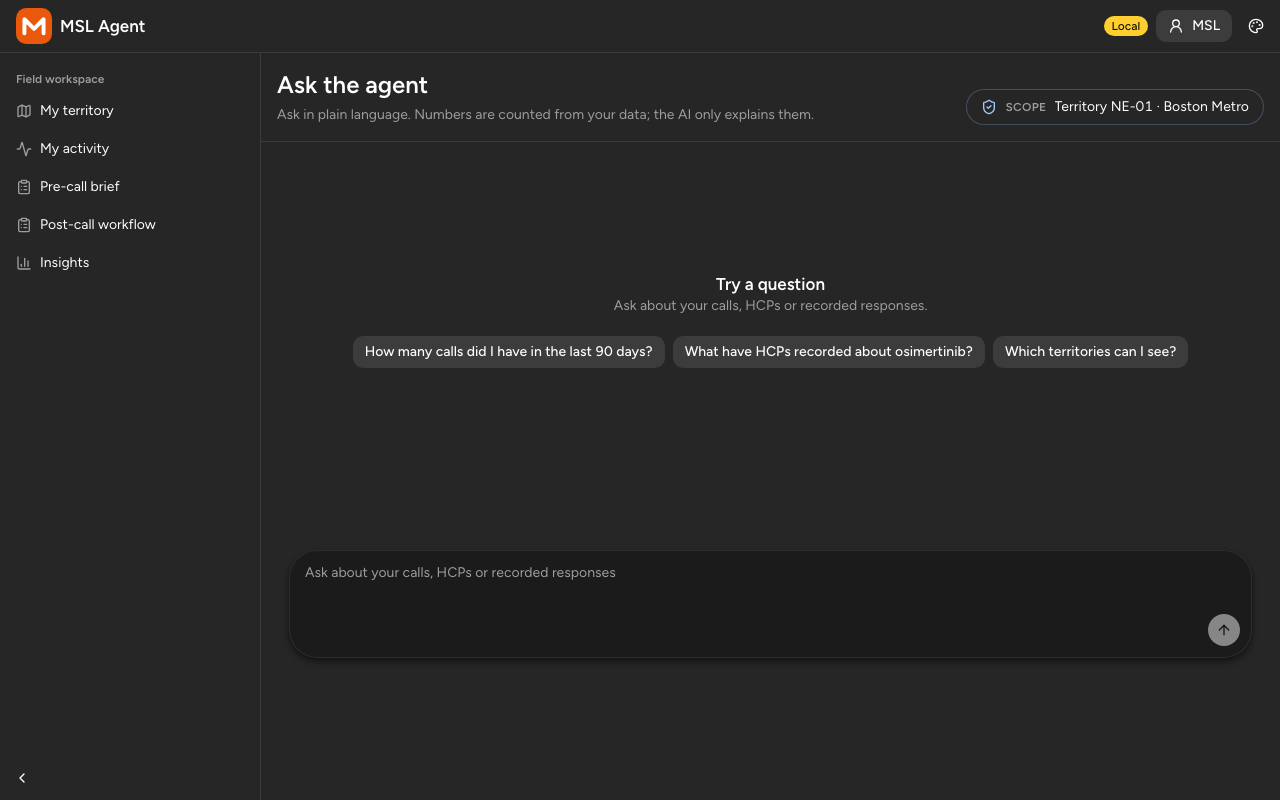 MSL Agent
Local
MSL
Field workspace
My territory
My activity
Pre-call brief
Post-call workflow
Insights
Ask the agent
Ask in plain language. Numbers are counted from your data; the AI only explains them.
SCOPE Territory NE-01 · Boston Metro
Try a question
Ask about your calls, HCPs or recorded responses.
How many calls did I have in the last 90 days?
What have HCPs recorded about osimertinib?
Which territories can I see?
Ask about your calls, HCPs or recorded responses